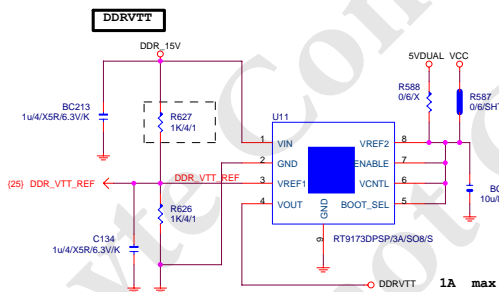 DDRVTT
DDR_15V
5VDUAL VCC
BC213
1u/4/X5R/6.3V/K
R627
1K/4/1
R588
0/6/X
R587
0/6/SHT
U11
1 VIN
2 GND
3 VREF1
4 VOUT
VREF2 8
ENABLE 7
VCNTL 6
BOOT_SEL 5
GND
9
{25} DDR_VTT_REF
DDR_VTT_REF
R626
1K/4/1
C134
1u/4/X5R/6.3V/K
RT9173DPSP/3A/SO8/S
DDRVTT
1A max